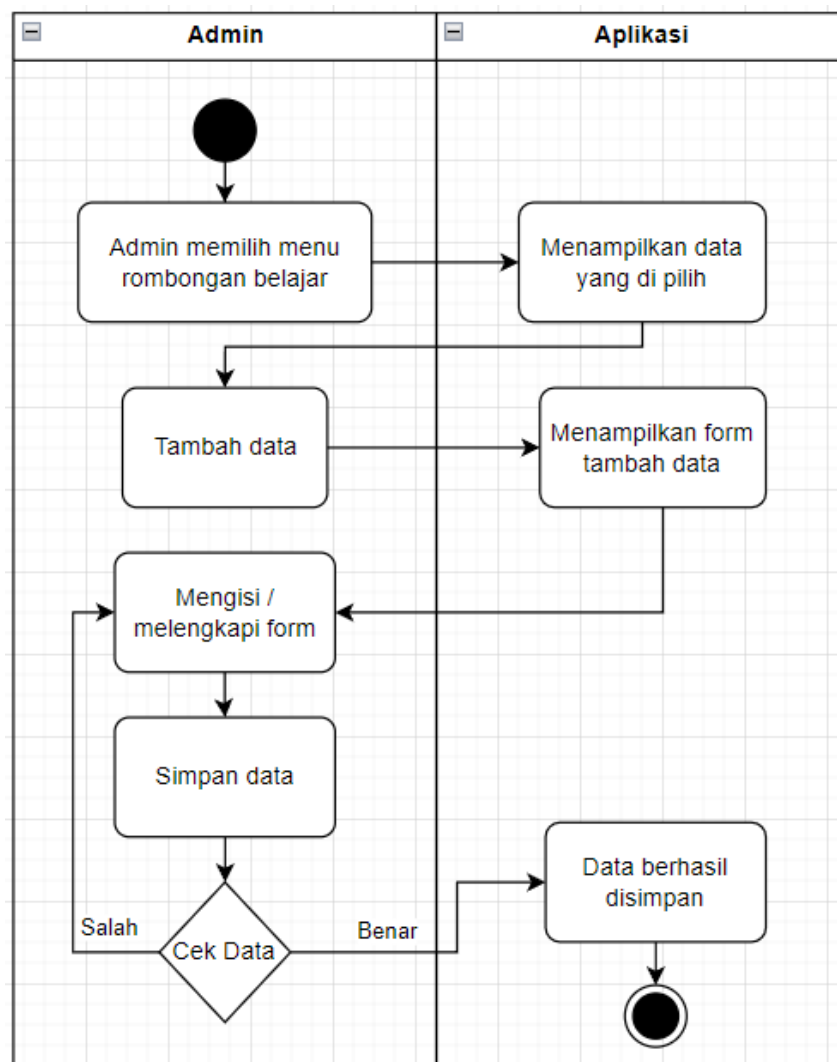 Admin
Aplikasi
Admin memilih menu
rombongan belajar
Menampilkan data
yang di pilih
Tambah data
Menampilkan form
tambah data
Mengisi /
melengkapi form
Simpan data
Cek Data
Salah
Benar
Data berhasil
disimpan